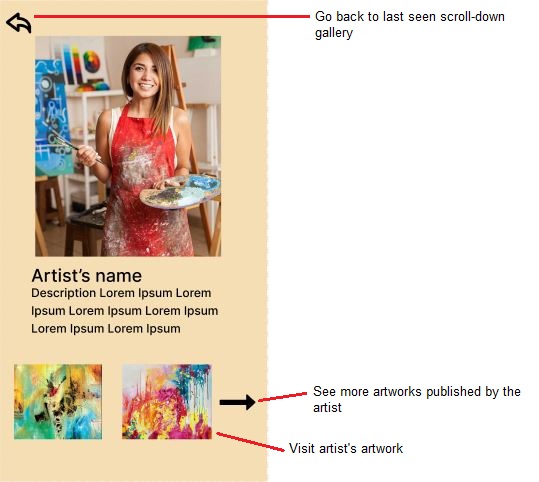 Go back to last seen scroll-down
gallery
Artist's name
Description Lorem Ipsum Lorem
Ipsum Lorem Ipsum Lorem Ipsum
Lorem Ipsum Lorem Ipsum
See more artworks published by the
artist
Visit artist's artwork